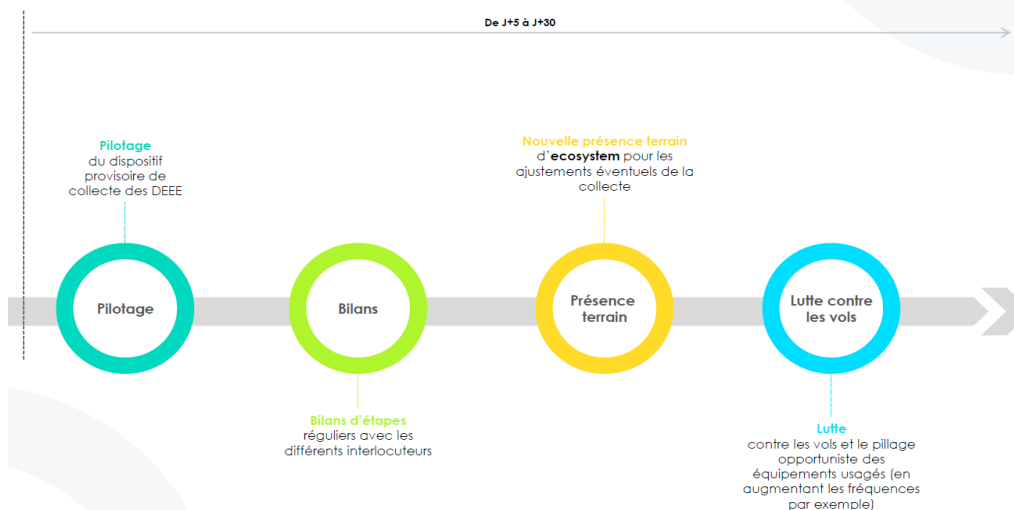 De J+5 à J+30
Pilotage
du dispositif
provisoire de
collecte des DEEE
Nouvelle présence terrain
d'ecosystem pour les
ajustements éventuels de la
collecte
Pilotage
Bilans
Présence
terrain
Lutte contre
les vols
Bilans d'étapes
réguliers avec les
différents interlocuteurs
Lutte
contre les vols et le pillage
opportuniste des
équipements usagés (en
augmentant les fréquences
par exemple)